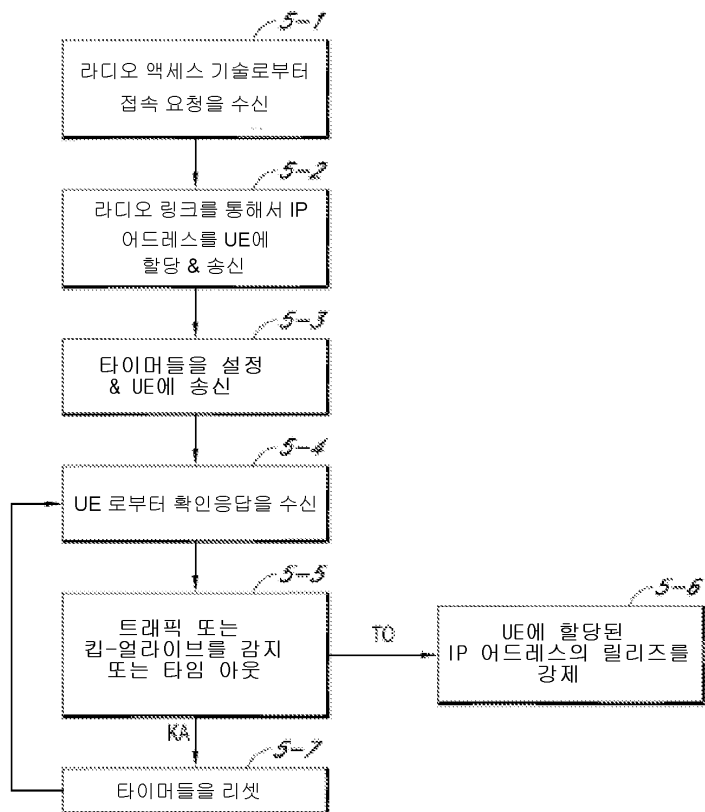 5-1
라디오 액세스 기술로부터
접속 요청을 수신
5-2
라디오 링크를 통해서 IP
어드레스를 UE에
할당 & 송신
5-3
타이머들을 설정
& UE에 송신
5-4
UE 로부터 확인응답을 수신
5-5
트래픽 또는
킵-얼라이브를 감지
또는 타임 아웃
TO
5-6
UE에 할당된
IP 어드레스의 릴리즈를
강제
KA
5-7
타이머들을 리셋